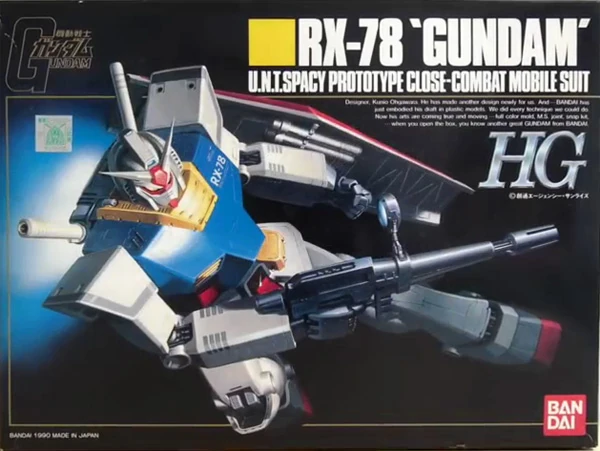 機動戦士
ガンダム
GUNDAM
RX-78 "GUNDAM"
U.N.T.SPACY PROTOTYPE CLOSE-COMBAT MOBILE SUIT
Designer, Kunio Ohgawara. He has made another design newly for us. And— BANDAI has
just embodied his draft in plastic models. We did every technique we could do.
Now his arts are coming true and moving — full color mold, M.S. joint, snap kit,
—when you open the box, you know another great GUNDAM from BANDAI.
HG
©創通エージェンシー・サンライズ
RX-78
BAN
DAI
BANDAI 1990 MADE IN JAPAN